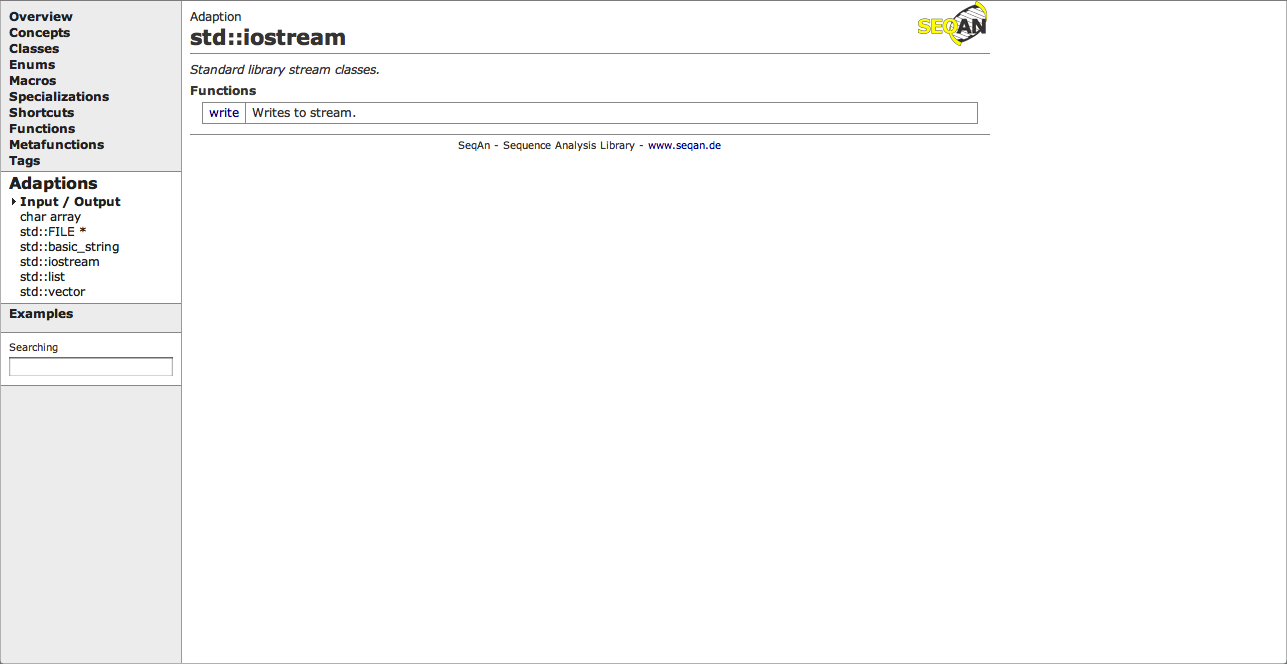 Overview
Concepts
Classes
Enums
Macros
Specializations
Shortcuts
Functions
Metafunctions
Tags
Adaptions
Input / Output
char array
std::FILE *
std::basic_string
std::iostream
std::list
std::vector
Examples
Searching
Adaption
std::iostream
SEQAN
Standard library stream classes.
Functions
write Writes to stream.
SeqAn - Sequence Analysis Library - www.seqan.de